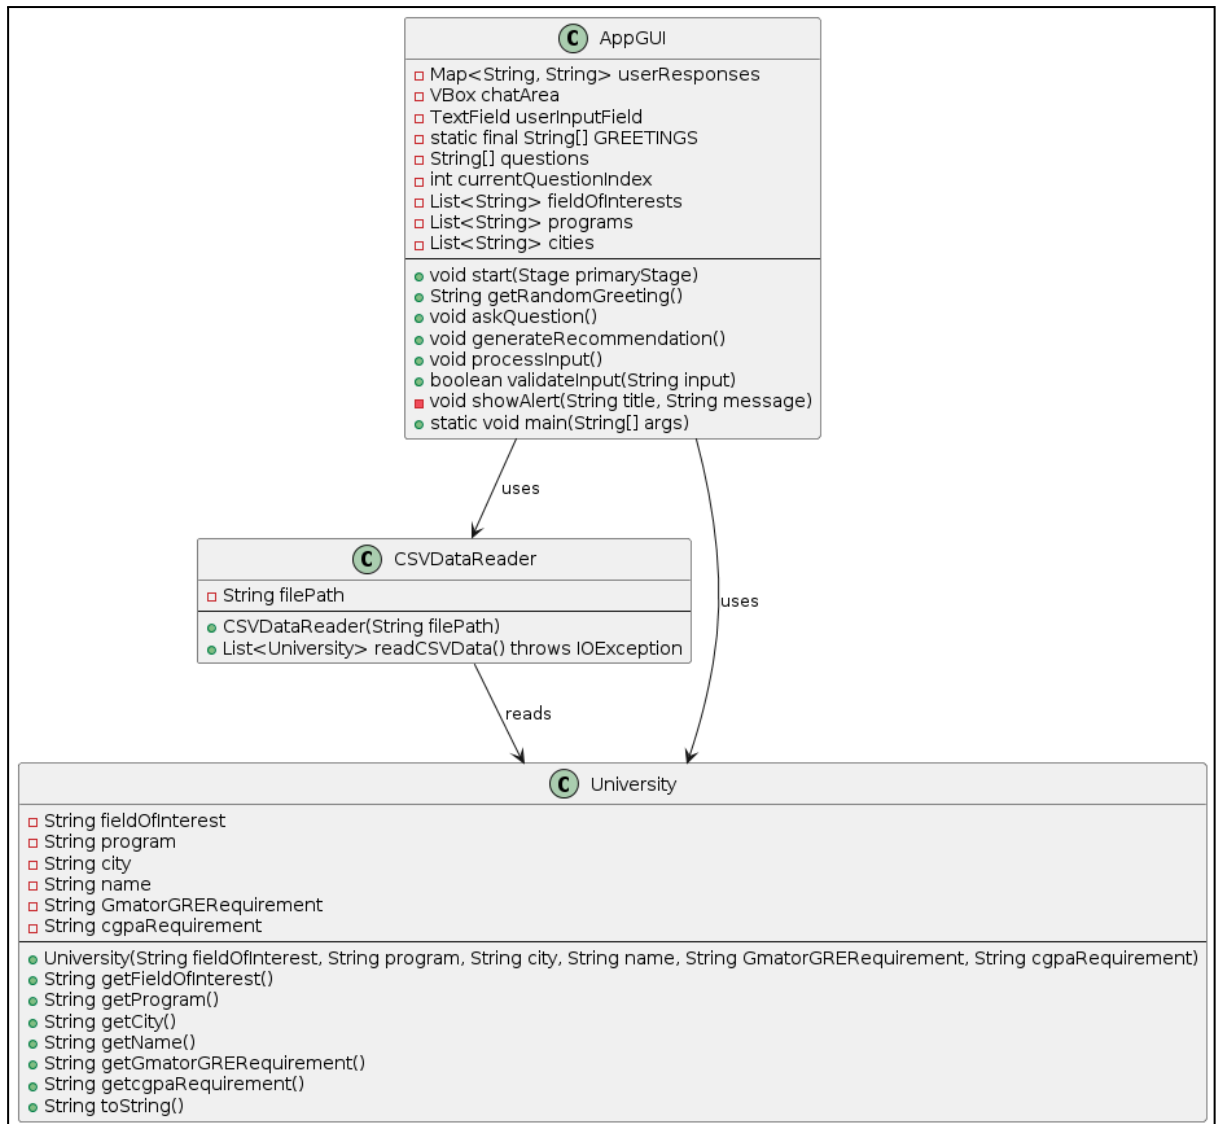 C AppGUI
Map<String, String> userResponses
VBox chatArea
TextField userInputField
static final String[] GREETINGS
String[] questions
int currentQuestionIndex
List<String> fieldOfInterests
List<String> programs
List<String> cities
void start(Stage primaryStage)
String getRandomGreeting()
void askQuestion()
void generateRecommendation()
void processInput()
boolean validateInput(String input)
void showAlert(String title, String message)
static void main(String[] args)
uses
C CSVDataReader
String filePath
CSVDataReader(String filePath)
List<University> readCSVData() throws IOException
uses
reads
C University
String fieldOfInterest
String program
String city
String name
String GmatorGRERequirement
String cgpaRequirement
University(String fieldOfInterest, String program, String city, String name, String GmatorGRERequirement, String cgpaRequirement)
String getFieldOfInterest()
String getProgram()
String getCity()
String getName()
String getGmatorGRERequirement()
String getcgpaRequirement()
String toString()